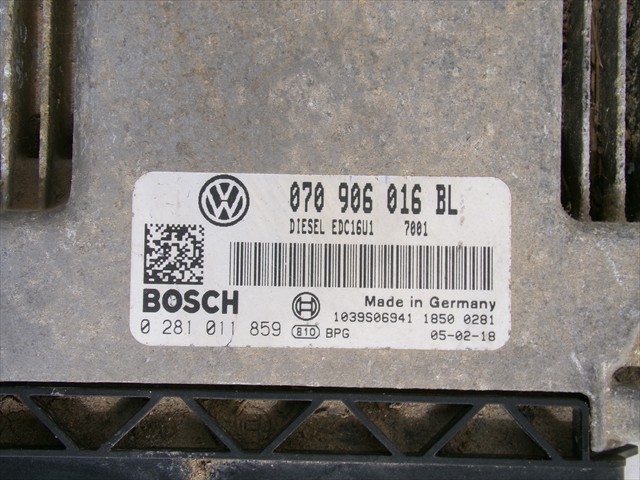 070 906 016 BL
DIESEL EDC16U1 7001
BOSCH
Made in Germany
1039S06941 1850 0281
0 281 011 859 810 BPG
05-02-18